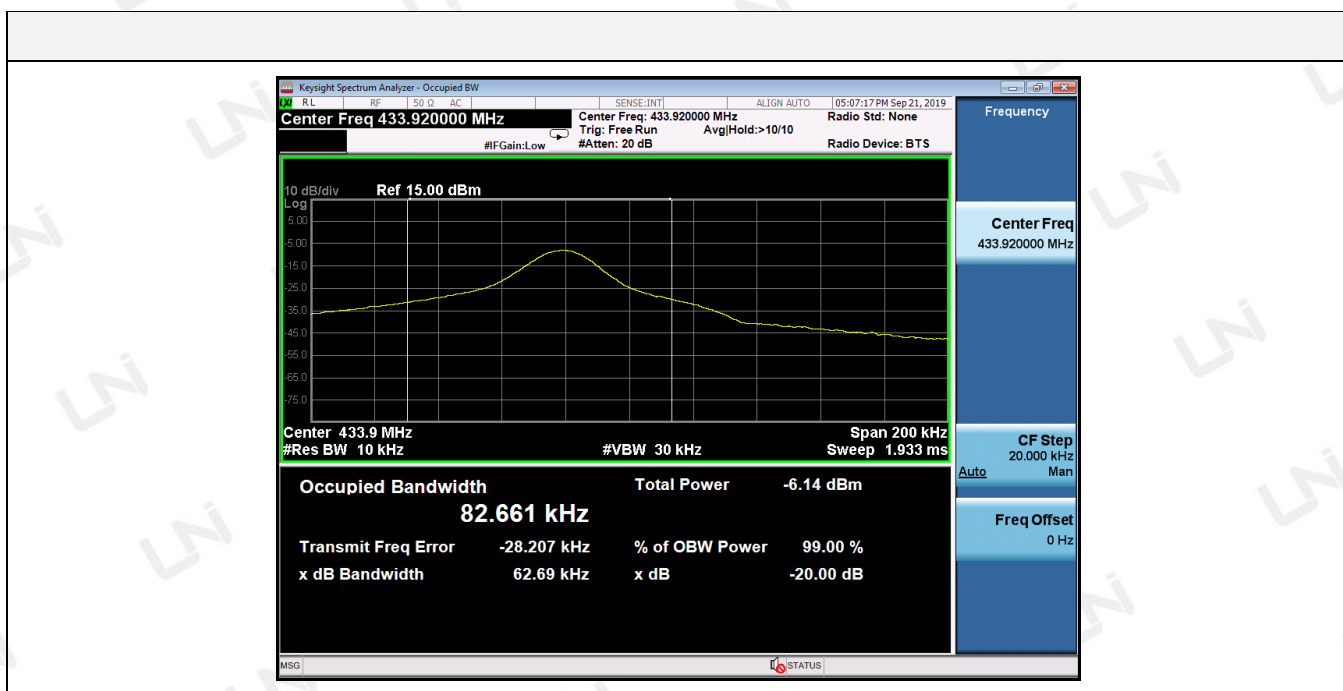 Keysight Spectrum Analyzer - Occupied BW
LXI RL RF 50 Ω AC SENSE:INT ALIGN AUTO 05:07:17 PM Sep 21, 2019
Center Freq 433.920000 MHz
Center Freq: 433.920000 MHz Radio Std: None
Trig: Free Run Avg|Hold:>10/10
#IFGain:Low #Atten: 20 dB Radio Device: BTS
10 dB/div Ref 15.00 dBm
Log
5.00
-5.00
-15.0
-25.0
-35.0
-45.0
-55.0
-65.0
-75.0
Center 433.9 MHz Span 200 kHz
#Res BW 10 kHz #VBW 30 kHz Sweep 1.933 ms
Occupied Bandwidth Total Power -6.14 dBm
82.661 kHz
Transmit Freq Error -28.207 kHz % of OBW Power 99.00 %
x dB Bandwidth 62.69 kHz x dB -20.00 dB
MSG STATUS
Frequency
Center Freq
433.920000 MHz
CF Step
20.000 kHz
Auto Man
Freq Offset
0 Hz
LNi
LNi
LNi
LNi
LNi
LNi